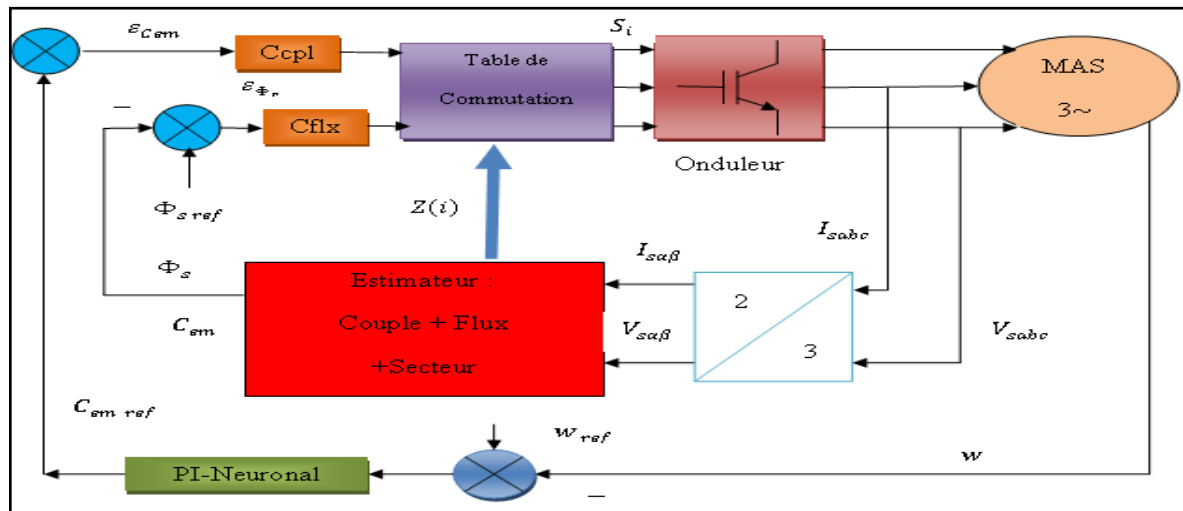 ε_Cem
Ccpl
Table de
Commutation
S_i
MAS
3~
−
ε_Φr
Cflx
Onduleur
Φ_s ref
Z(i)
I_sabc
Φ_s
Estimateur :
Couple + Flux
+Secteur
I_sαβ
2
3
C_em
V_sαβ
V_sabc
C_em ref
w_ref
w
PI-Neuronal
−